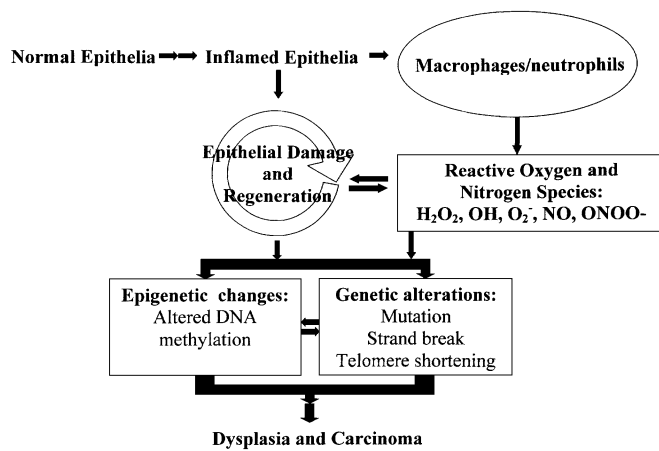 Normal Epithelia
Inflamed Epithelia
Macrophages/neutrophils
Epithelial Damage
and
Regeneration
Reactive Oxygen and
Nitrogen Species:
H₂O₂, OH, O₂⁻, NO, ONOO-
Epigenetic changes:
Altered DNA
methylation
Genetic alterations:
Mutation
Strand break
Telomere shortening
Dysplasia and Carcinoma